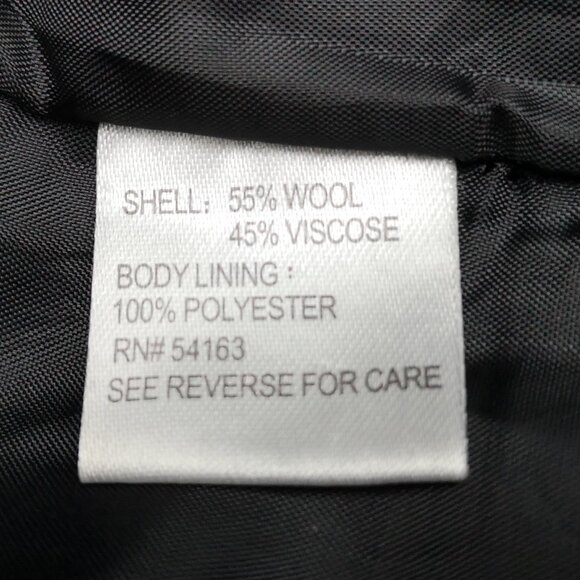 SHELL: 55% WOOL
45% VISCOSE
BODY LINING:
100% POLYESTER
RN# 54163
SEE REVERSE FOR CARE